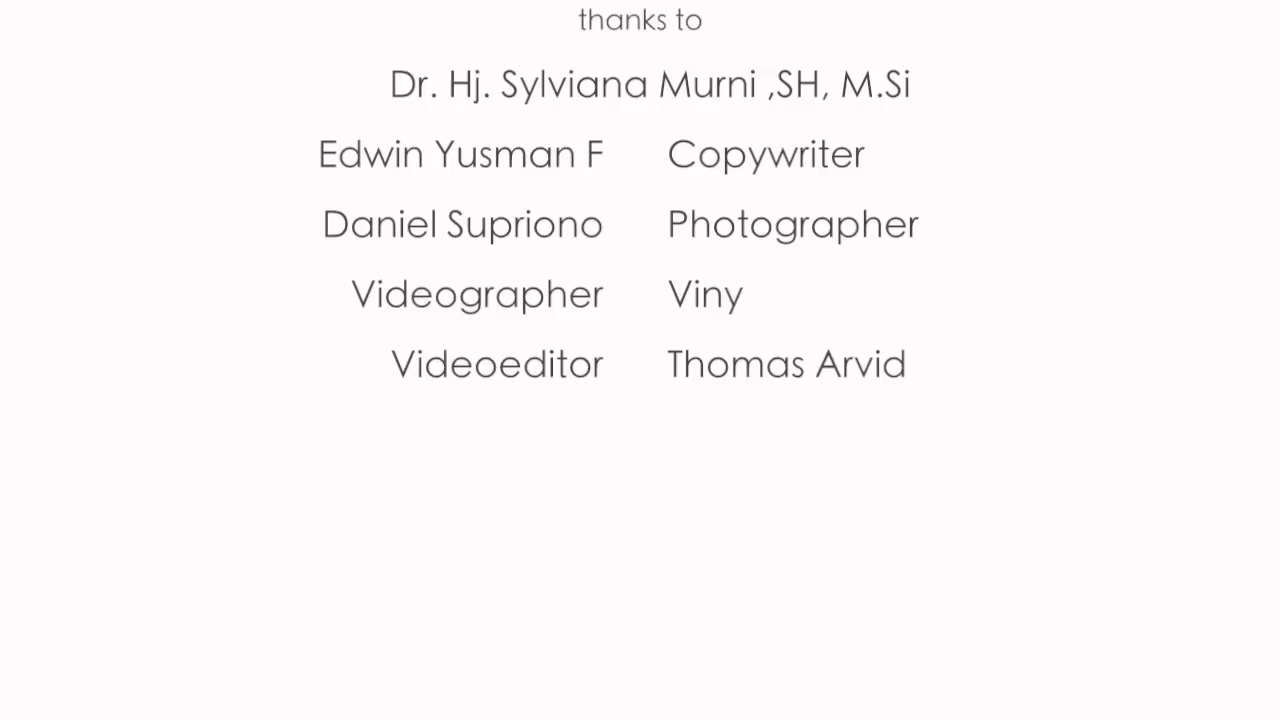 thanks to
Dr. Hj. Sylviana Murni ,SH, M.Si
Edwin Yusman F Copywriter
Daniel Supriono Photographer
Videographer Viny
Videoeditor Thomas Arvid